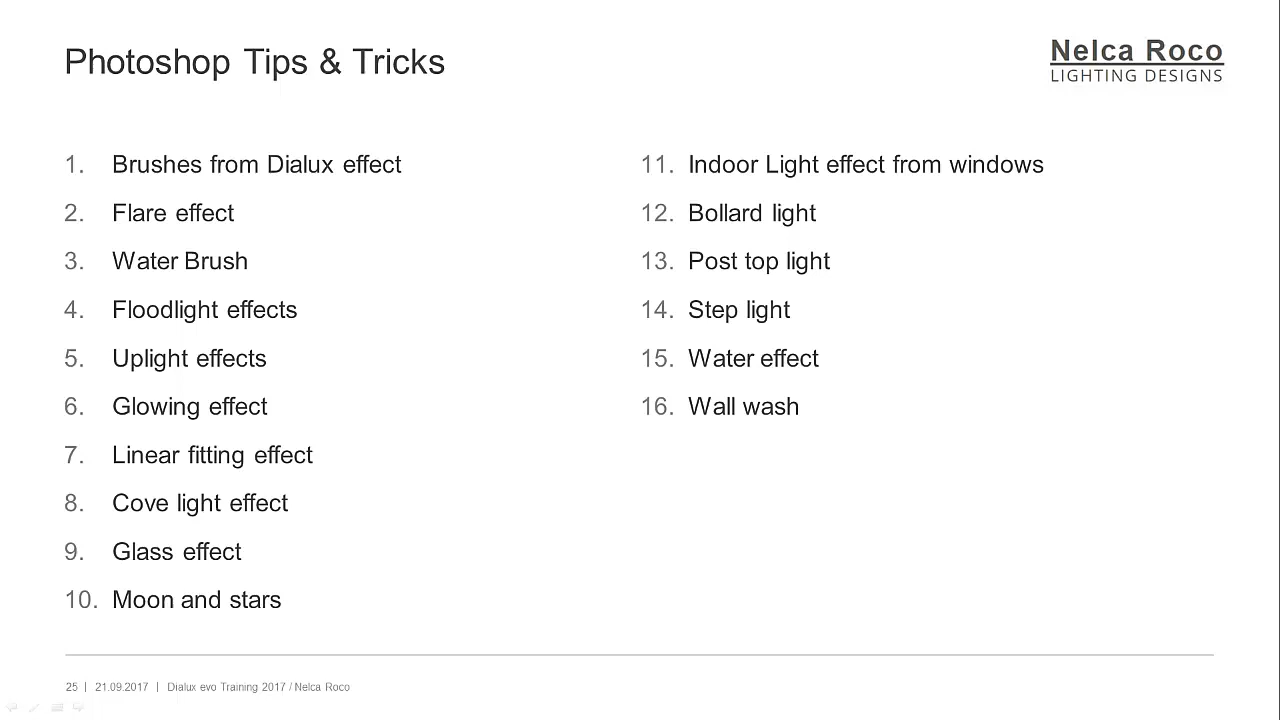 Photoshop Tips & Tricks
Nelca Roco
LIGHTING DESIGNS
1. Brushes from Dialux effect
2. Flare effect
3. Water Brush
4. Floodlight effects
5. Uplight effects
6. Glowing effect
7. Linear fitting effect
8. Cove light effect
9. Glass effect
10. Moon and stars
11. Indoor Light effect from windows
12. Bollard light
13. Post top light
14. Step light
15. Water effect
16. Wall wash
25 | 21.09.2017 | Dialux evo Training 2017 / Nelca Roco